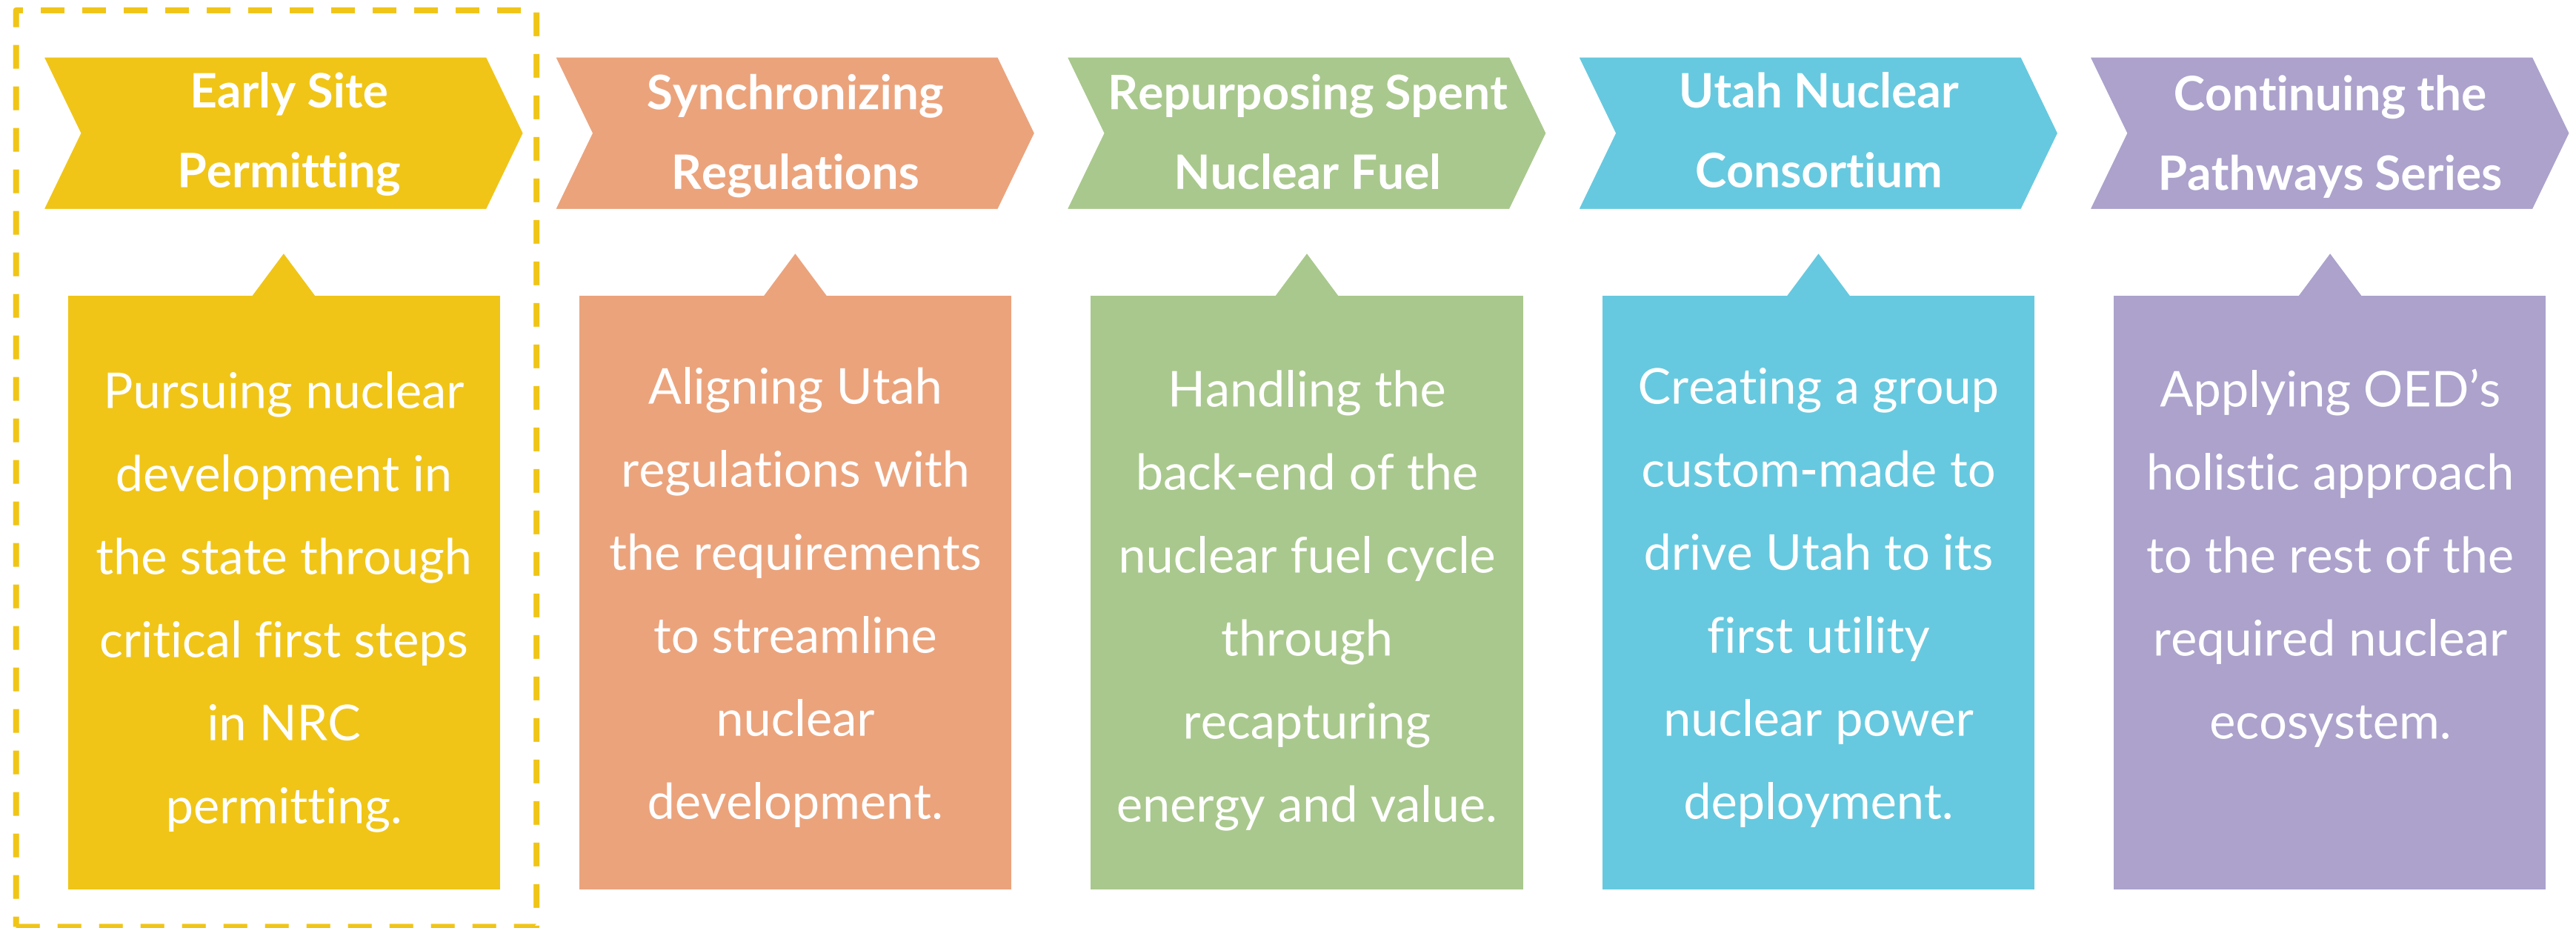 Early Site
Permitting
Pursuing nuclear
development in
the state through
critical first steps
in NRC
permitting.
Synchronizing
Regulations
Aligning Utah
regulations with
the requirements
to streamline
nuclear
development.
Repurposing Spent
Nuclear Fuel
Handling the
back-end of the
nuclear fuel cycle
through
recapturing
energy and value.
Utah Nuclear
Consortium
Creating a group
custom-made to
drive Utah to its
first utility
nuclear power
deployment.
Continuing the
Pathways Series
Applying OED’s
holistic approach
to the rest of the
required nuclear
ecosystem.